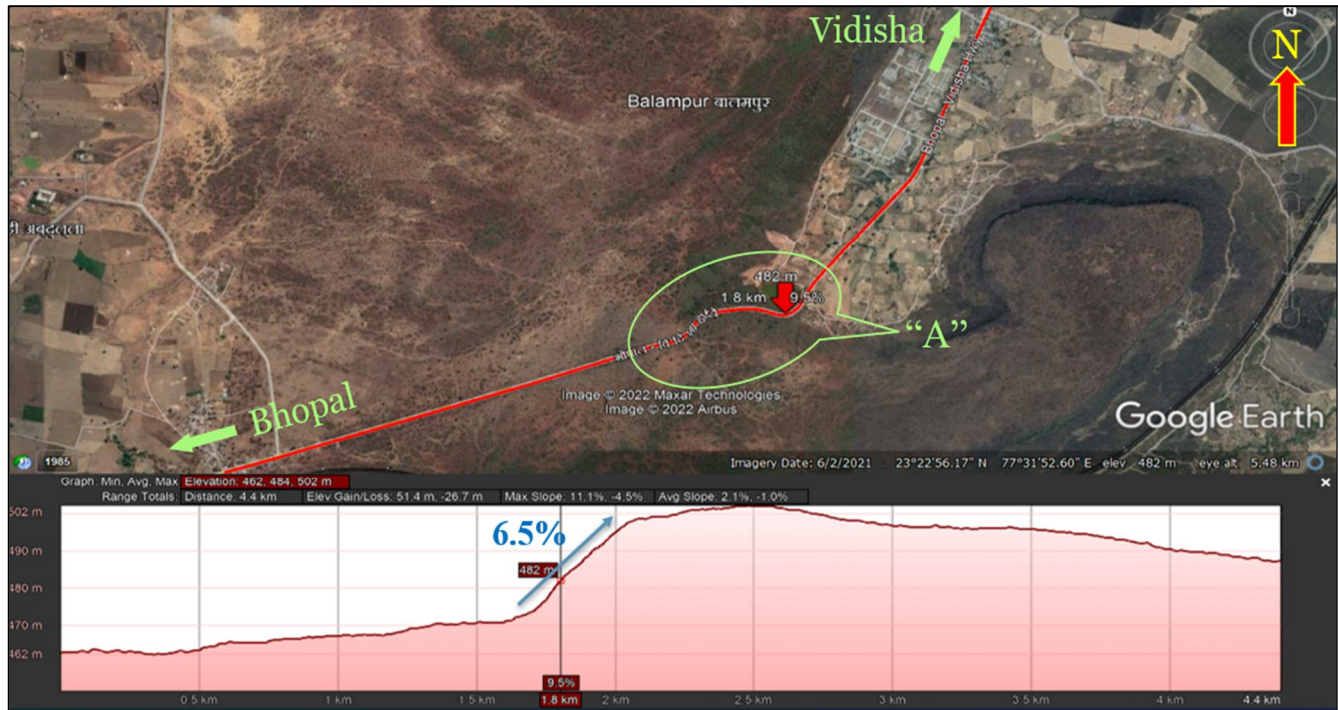 Vidisha
N
N
Balampur बालमपुर
Bhopal - Vidisha Hwy
ी अबदुलला
482 m
1.8 km 9.5%
"A"
Image © 2022 Maxar Technologies
Image © 2022 Airbus
Bhopal
Google Earth
1985
Imagery Date: 6/2/2021 23°22'56.17" N 77°31'52.60" E elev 482 m eye alt 5.48 km
Graph: Min, Avg, Max Elevation: 462, 484, 502 m
Range Totals: Distance: 4.4 km Elev Gain/Loss: 51.4 m, -26.7 m Max Slope: 11.1%, -4.5% Avg Slope: 2.1%, -1.0%
502 m
6.5%
490 m
482 m
480 m
470 m
462 m
9.5%
0.5 km 1 km 1.5 km 1.8 km 2 km 2.5 km 3 km 3.5 km 4 km 4.4 km